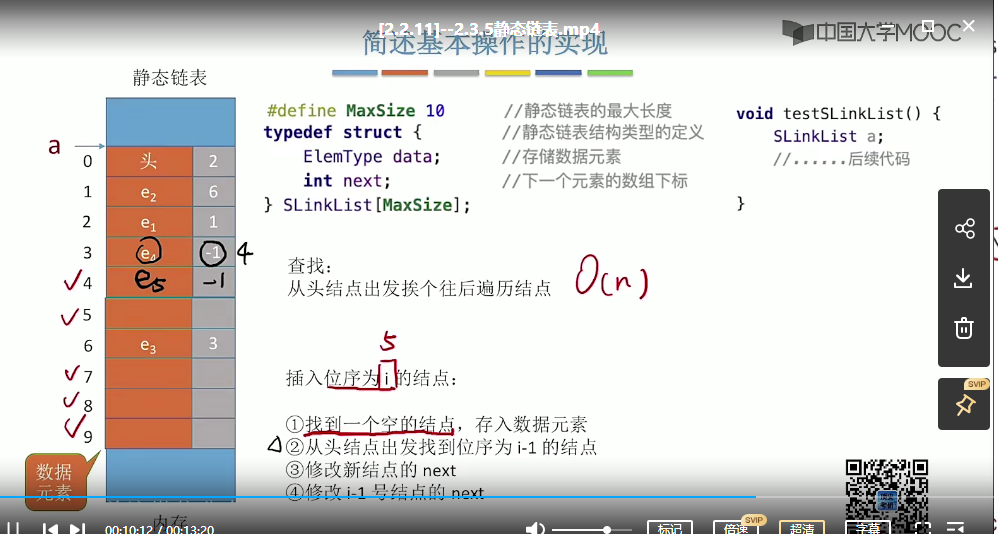 [2.2.11]--2.3.5静态链表.mp4
简述基本操作的实现
中国大学MOOC
静态链表
a
0 头 2
1 e2 6
2 e1 1
3 e4 -1 4
4 e5 -1
5
6 e3 3
7
8
9
数据
元素
内存
#define MaxSize 10 //静态链表的最大长度
typedef struct { //静态链表结构类型的定义
ElemType data; //存储数据元素
int next; //下一个元素的数组下标
} SLinkList[MaxSize];
void testSLinkList() {
SLinkList a;
//......后续代码
}
查找：
从头结点出发挨个往后遍历结点 O(n)
5
插入位序为 i 的结点：
①找到一个空的结点，存入数据元素
②从头结点出发找到位序为 i-1 的结点
③修改新结点的 next
④修改 i-1 号结点的 next
SVIP
00:10:12 / 00:13:20
标记
倍速
SVIP
超清
字幕